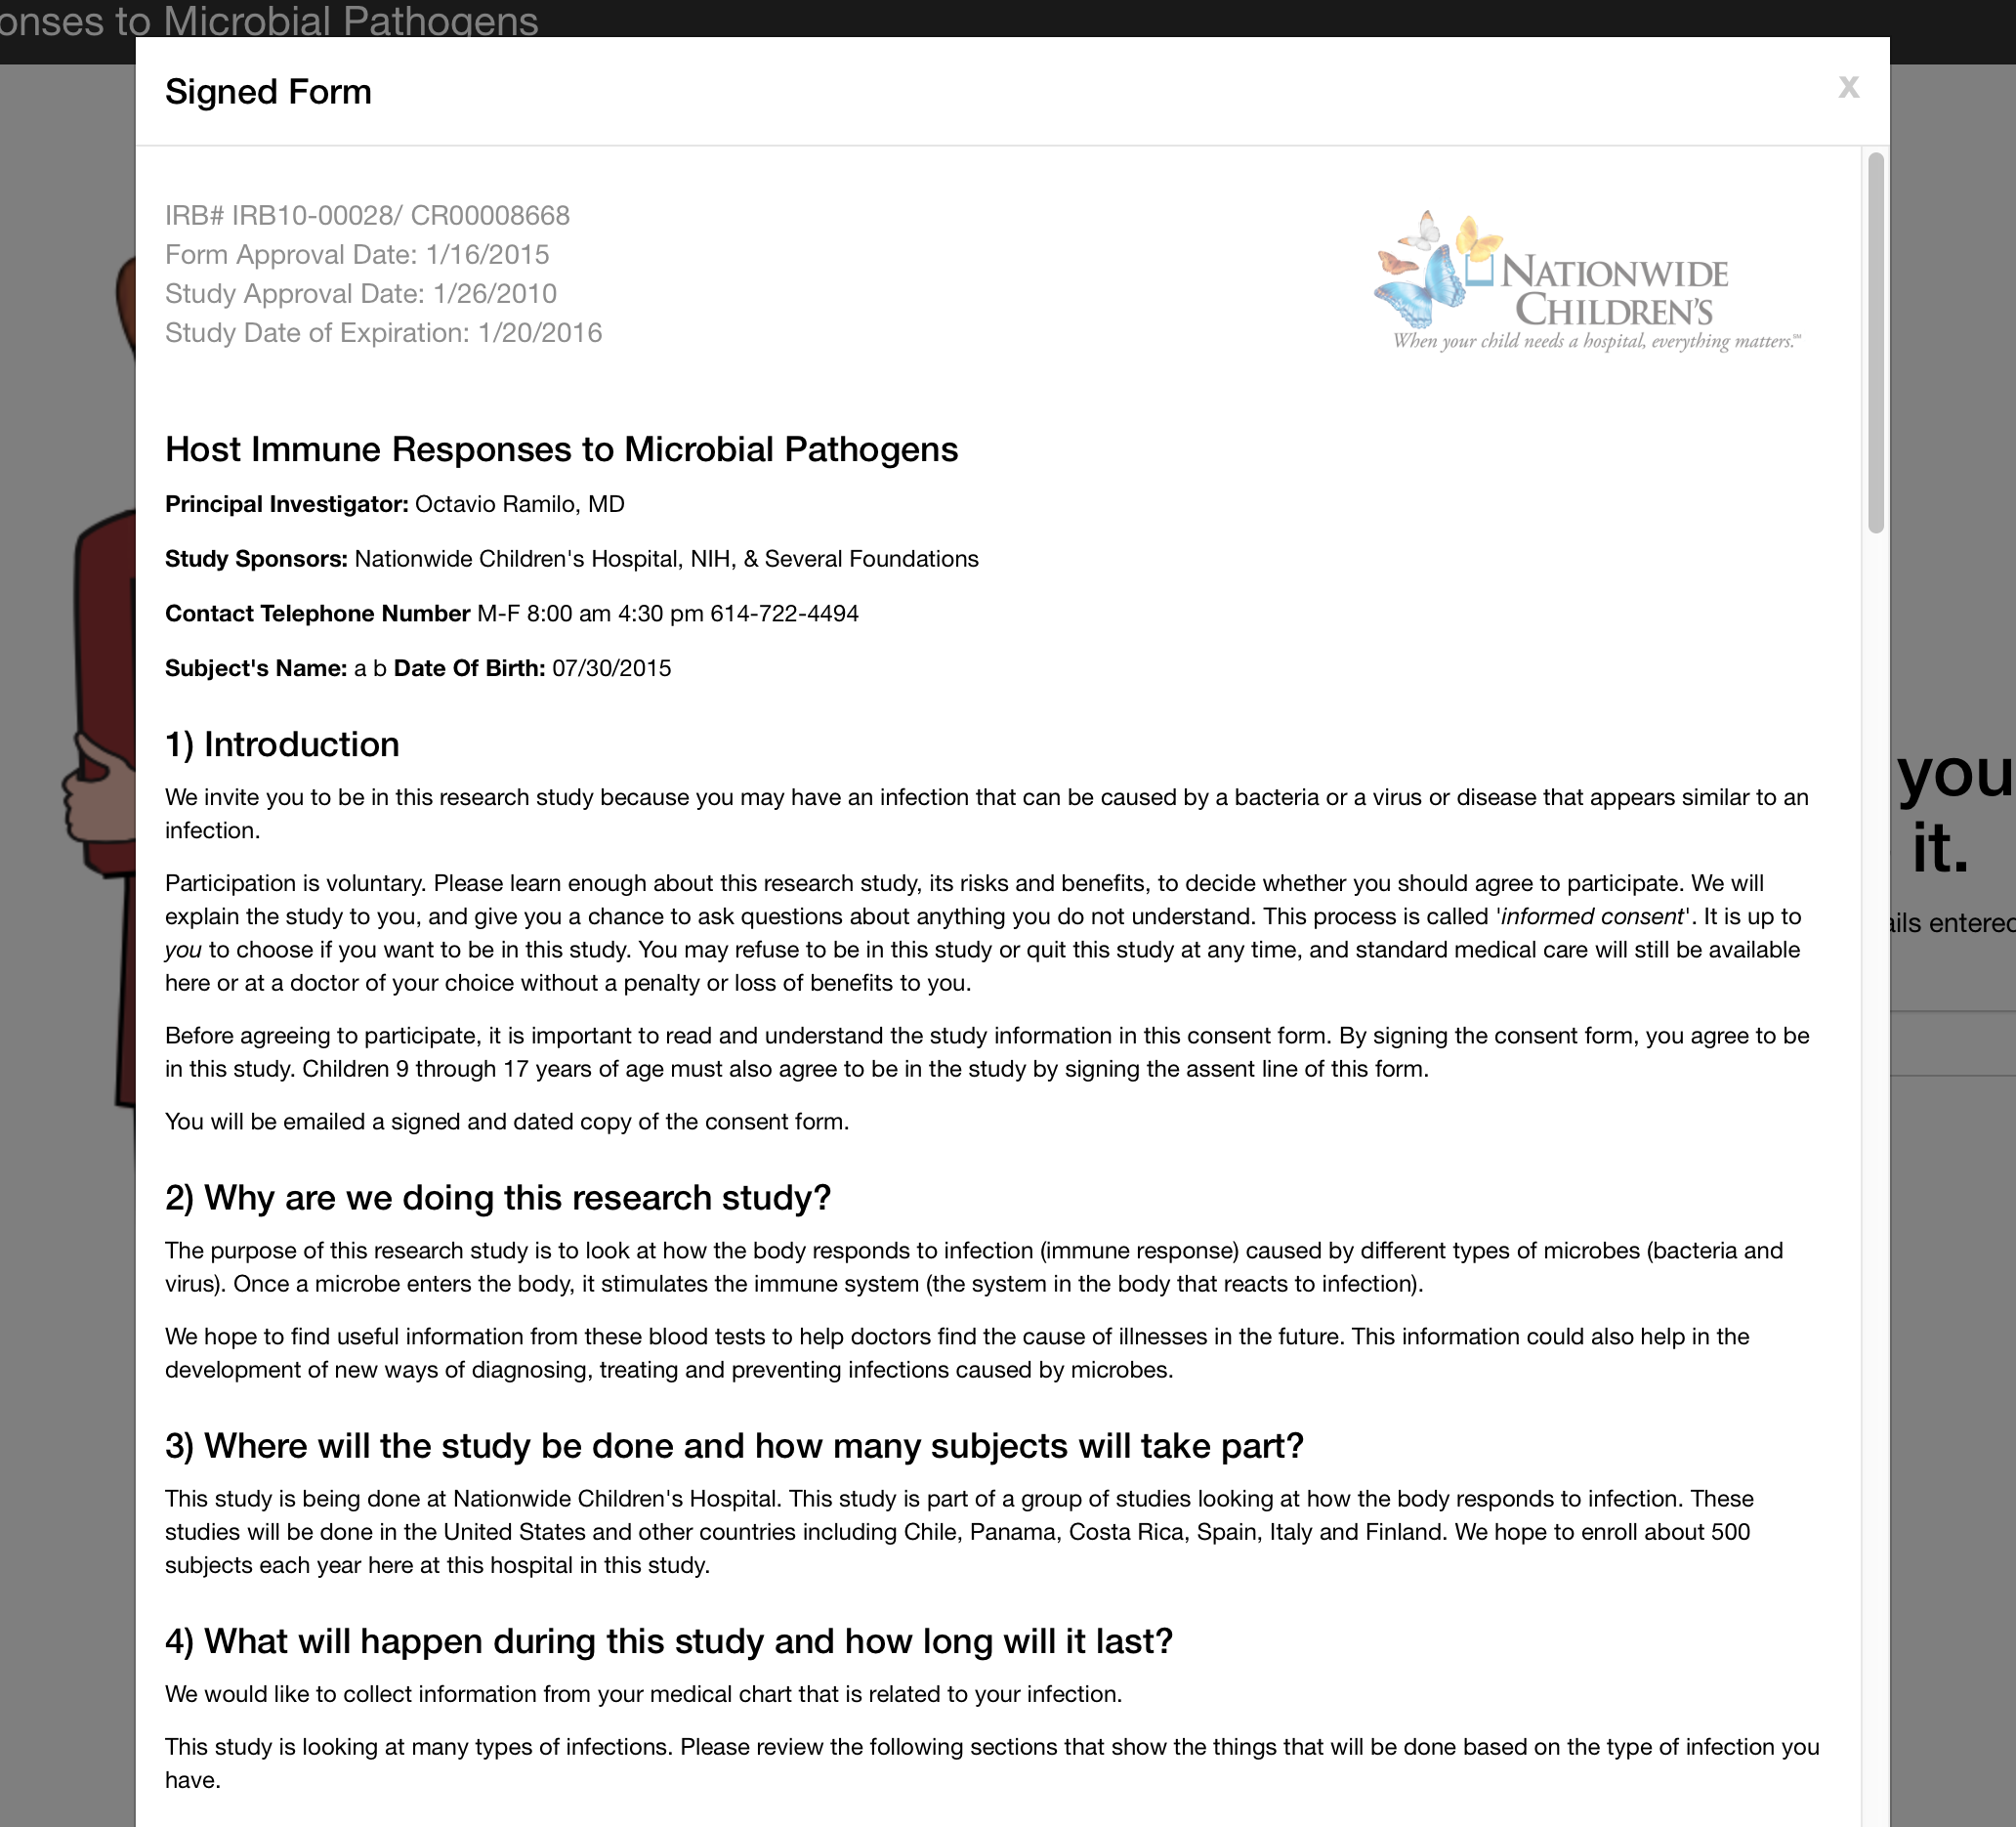 onses to Microbial Pathogens
Signed Form
x
IRB# IRB10-00028/ CR00008668
Form Approval Date: 1/16/2015
Study Approval Date: 1/26/2010
Study Date of Expiration: 1/20/2016
NATIONWIDE
CHILDREN'S
When your child needs a hospital, everything matters.℠
Host Immune Responses to Microbial Pathogens
Principal Investigator: Octavio Ramilo, MD
Study Sponsors: Nationwide Children's Hospital, NIH, & Several Foundations
Contact Telephone Number M-F 8:00 am 4:30 pm 614-722-4494
Subject's Name: a b Date Of Birth: 07/30/2015
1) Introduction
We invite you to be in this research study because you may have an infection that can be caused by a bacteria or a virus or disease that appears similar to an
infection.
Participation is voluntary. Please learn enough about this research study, its risks and benefits, to decide whether you should agree to participate. We will
explain the study to you, and give you a chance to ask questions about anything you do not understand. This process is called 'informed consent'. It is up to
you to choose if you want to be in this study. You may refuse to be in this study or quit this study at any time, and standard medical care will still be available
here or at a doctor of your choice without a penalty or loss of benefits to you.
Before agreeing to participate, it is important to read and understand the study information in this consent form. By signing the consent form, you agree to be
in this study. Children 9 through 17 years of age must also agree to be in the study by signing the assent line of this form.
You will be emailed a signed and dated copy of the consent form.
2) Why are we doing this research study?
The purpose of this research study is to look at how the body responds to infection (immune response) caused by different types of microbes (bacteria and
virus). Once a microbe enters the body, it stimulates the immune system (the system in the body that reacts to infection).
We hope to find useful information from these blood tests to help doctors find the cause of illnesses in the future. This information could also help in the
development of new ways of diagnosing, treating and preventing infections caused by microbes.
3) Where will the study be done and how many subjects will take part?
This study is being done at Nationwide Children's Hospital. This study is part of a group of studies looking at how the body responds to infection. These
studies will be done in the United States and other countries including Chile, Panama, Costa Rica, Spain, Italy and Finland. We hope to enroll about 500
subjects each year here at this hospital in this study.
4) What will happen during this study and how long will it last?
We would like to collect information from your medical chart that is related to your infection.
This study is looking at many types of infections. Please review the following sections that show the things that will be done based on the type of infection you
have.
you
it.
ils entered